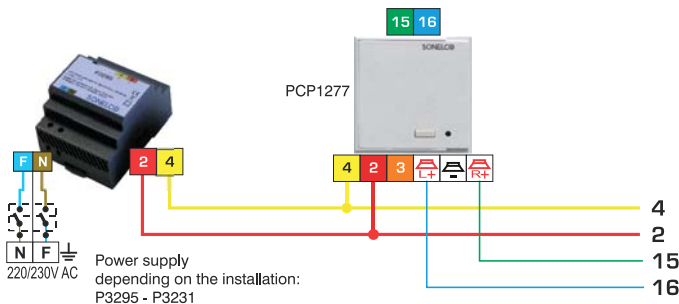 15 16
SONELCO
PCP1277
SONELCO
F N
2 4
4 2 3 L+ R+
4
2
N F
220/230V AC
15
16
Power supply
depending on the installation:
P3295 - P3231